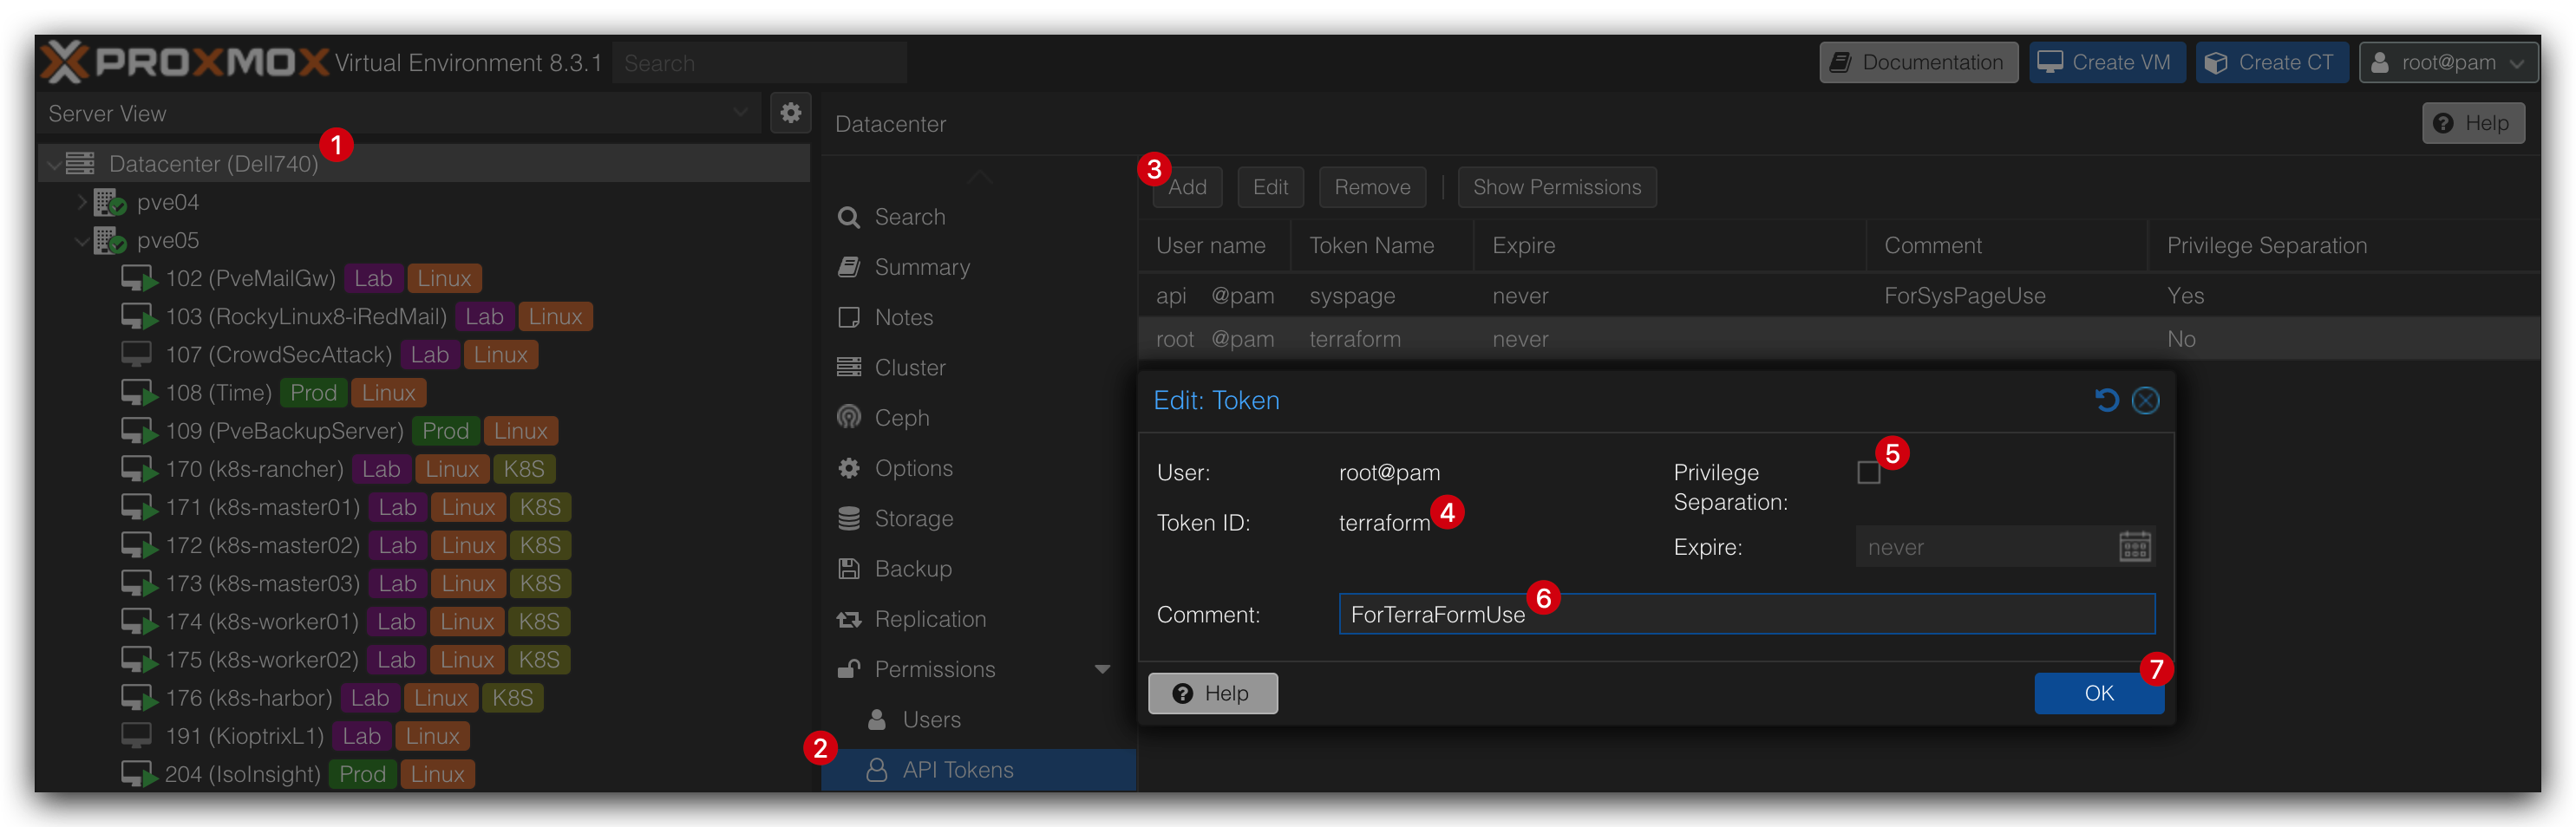 PROXMOX Virtual Environment 8.3.1 Search Documentation Create VM Create CT root@pam
Server View
Datacenter
Help
1
Datacenter (Dell740)
pve04
pve05
102 (PveMailGw) Lab Linux
103 (RockyLinux8-iRedMail) Lab Linux
107 (CrowdSecAttack) Lab Linux
108 (Time) Prod Linux
109 (PveBackupServer) Prod Linux
170 (k8s-rancher) Lab Linux K8S
171 (k8s-master01) Lab Linux K8S
172 (k8s-master02) Lab Linux K8S
173 (k8s-master03) Lab Linux K8S
174 (k8s-worker01) Lab Linux K8S
175 (k8s-worker02) Lab Linux K8S
176 (k8s-harbor) Lab Linux K8S
191 (KioptrixL1) Lab Linux
204 (IsoInsight) Prod Linux
Search
Summary
Notes
Cluster
Ceph
Options
Storage
Backup
Replication
Permissions
Users
2
API Tokens
3
Add Edit Remove Show Permissions
User name Token Name Expire Comment Privilege Separation
api @pam syspage never ForSysPageUse Yes
root @pam terraform never No
Edit: Token
User: root@pam
Token ID: terraform 4
Privilege
Separation:
5
Expire: never
Comment: ForTerraFormUse 6
Help
OK 7